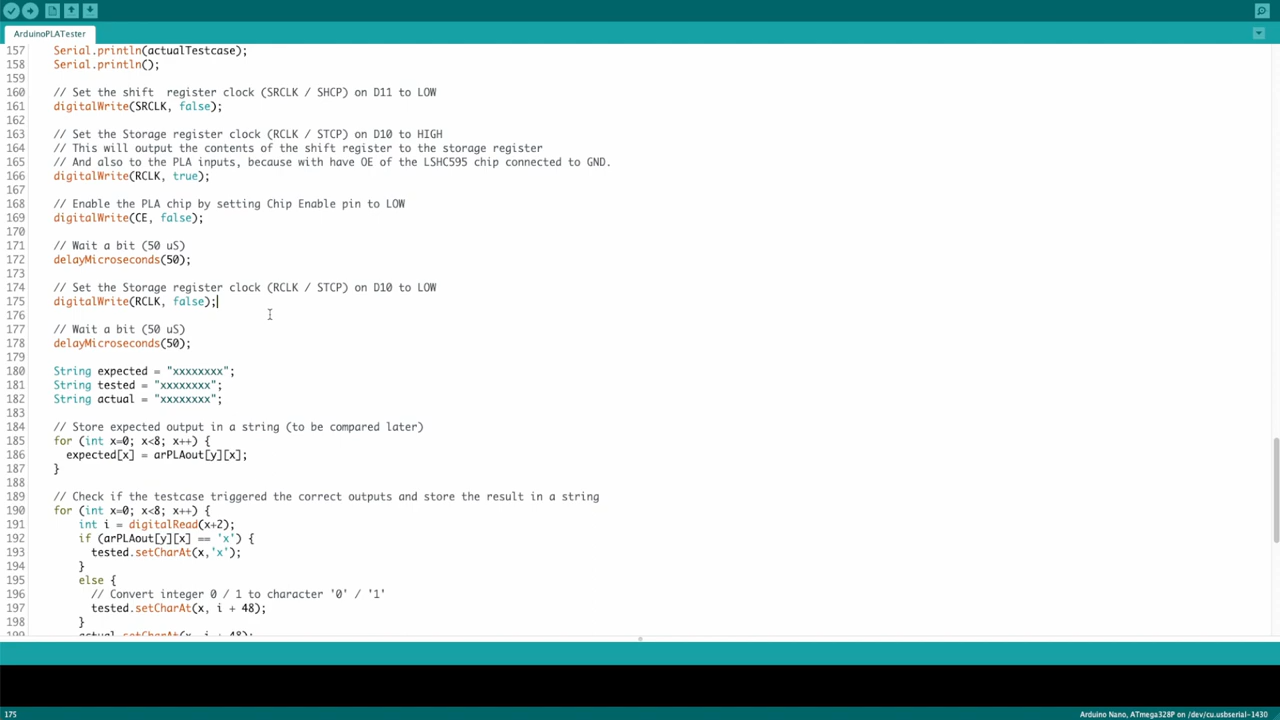 ArduinoPLATester
157 Serial.println(actualTestcase);
158 Serial.println();
159
160 // Set the shift  register clock (SRCLK / SHCP) on D11 to LOW
161 digitalWrite(SRCLK, false);
162
163 // Set the Storage register clock (RCLK / STCP) on D10 to HIGH
164 // This will output the contents of the shift register to the storage register
165 // And also to the PLA inputs, because with have OE of the LSHC595 chip connected to GND.
166 digitalWrite(RCLK, true);
167
168 // Enable the PLA chip by setting Chip Enable pin to LOW
169 digitalWrite(CE, false);
170
171 // Wait a bit (50 uS)
172 delayMicroseconds(50);
173
174 // Set the Storage register clock (RCLK / STCP) on D10 to LOW
175 digitalWrite(RCLK, false);
176
177 // Wait a bit (50 uS)
178 delayMicroseconds(50);
179
180 String expected = "xxxxxxxx";
181 String tested = "xxxxxxxx";
182 String actual = "xxxxxxxx";
183
184 // Store expected output in a string (to be compared later)
185 for (int x=0; x<8; x++) {
186 expected[x] = arPLAout[y][x];
187 }
188
189 // Check if the testcase triggered the correct outputs and store the result in a string
190 for (int x=0; x<8; x++) {
191 int i = digitalRead(x+2);
192 if (arPLAout[y][x] == 'x') {
193 tested.setCharAt(x,'x');
194 }
195 else {
196 // Convert integer 0 / 1 to character '0' / '1'
197 tested.setCharAt(x, i + 48);
198 }
199 actual.setCharAt(x, i + 48);
175 Arduino Nano, ATmega328P on /dev/cu.usbserial-1430